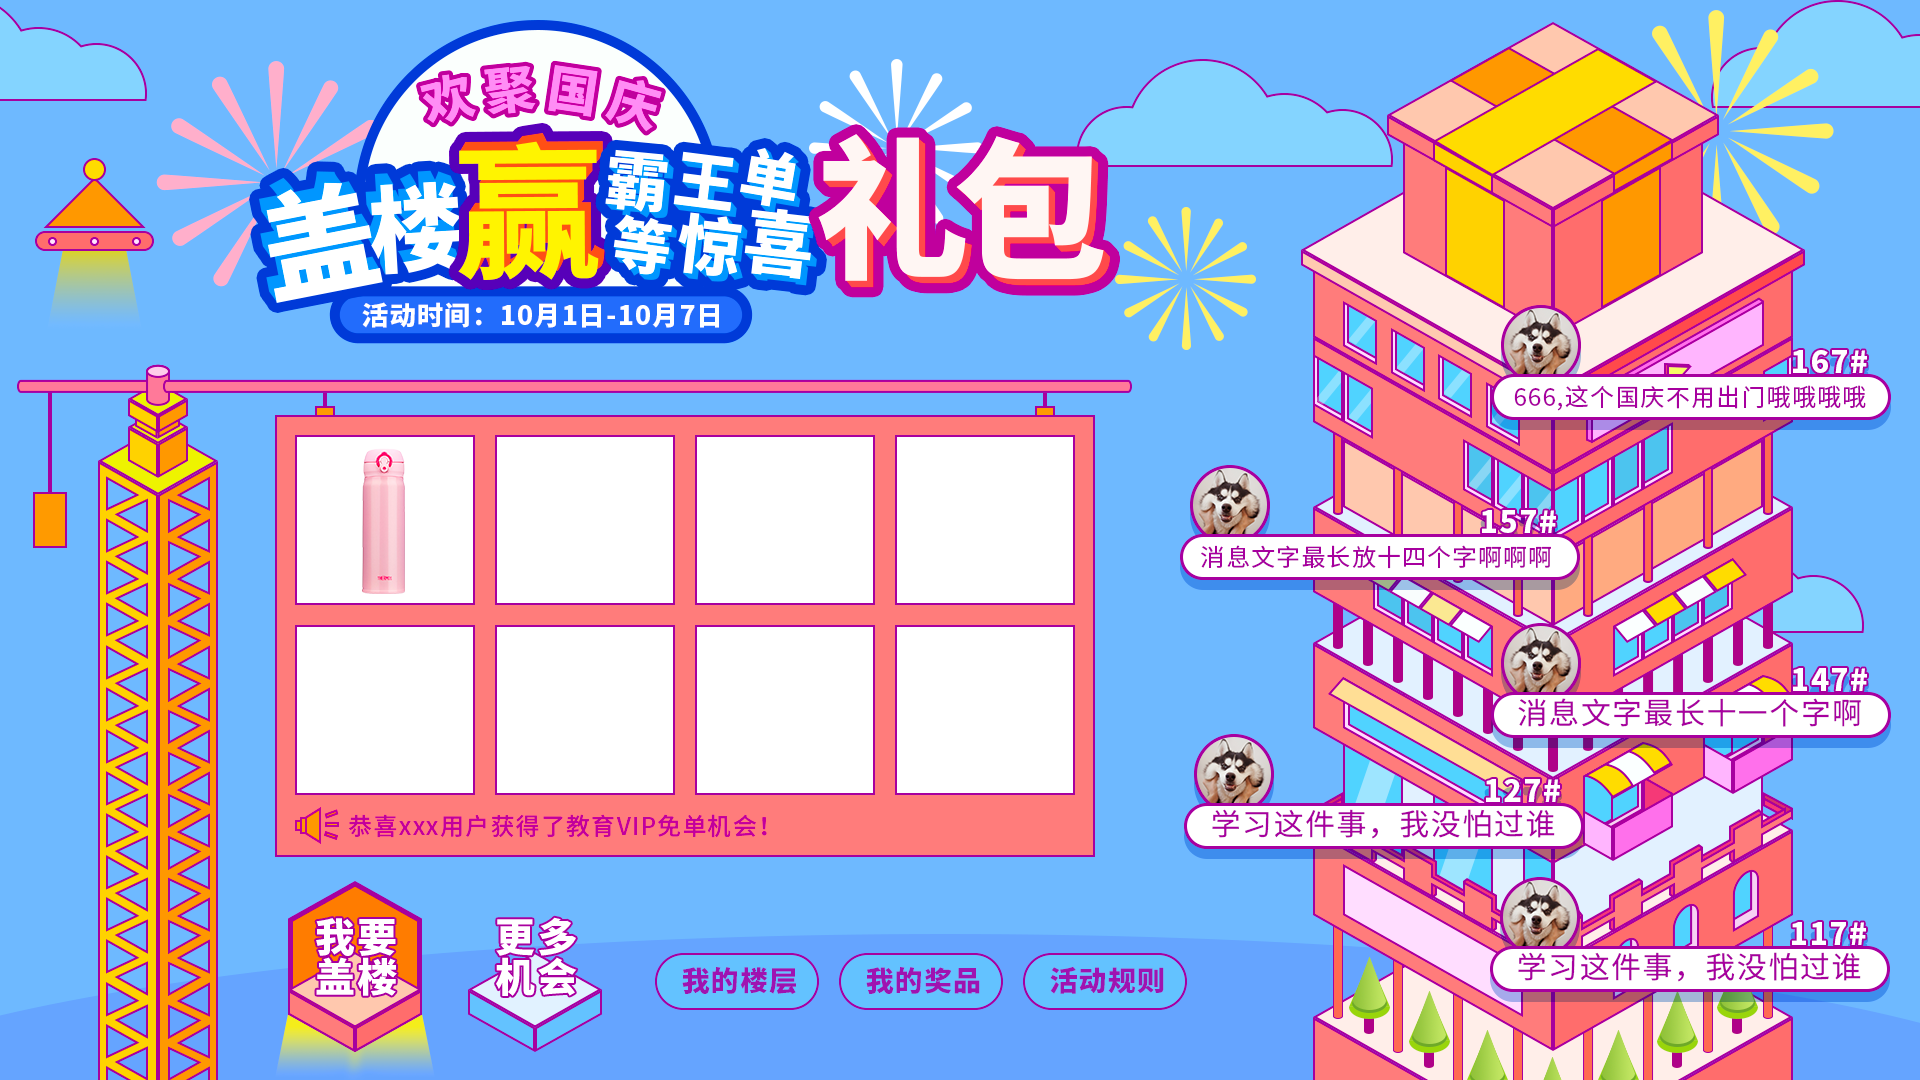 欢聚国庆
盖楼赢霸王单等惊喜礼包
活动时间：10月1日-10月7日
167#
666,这个国庆不用出门哦哦哦哦
157#
消息文字最长放十四个字啊啊啊
147#
消息文字最长十一个字啊
127#
学习这件事，我没怕过谁
117#
学习这件事，我没怕过谁
恭喜xxx用户获得了教育VIP免单机会！
我要
盖楼
更多
机会
我的楼层
我的奖品
活动规则